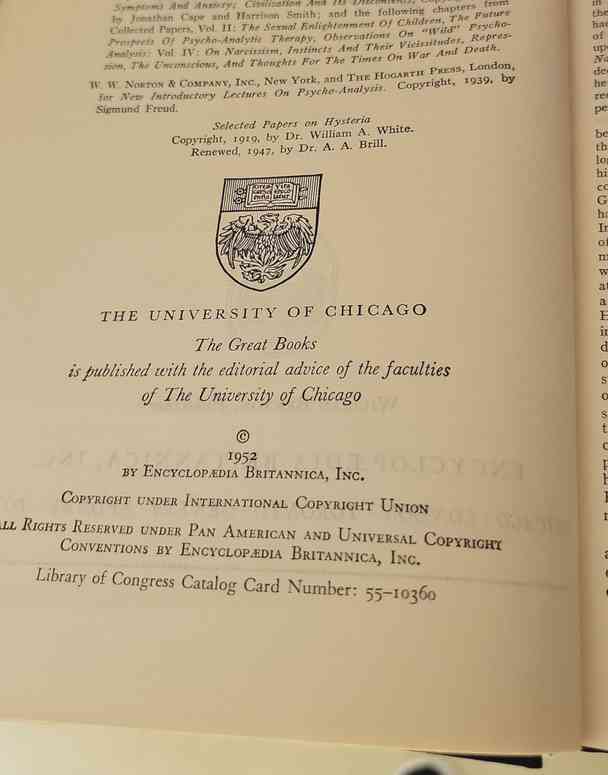 Symptoms And Anxiety; Civilization And Its Discontents,
by Jonathan Cape and Harrison Smith; and the following chapters from
Collected Papers, Vol. II: The Sexual Enlightenment Of Children, The Future
Prospects Of Psycho-Analytic Therapy, Observations On "Wild" Psycho-
Analysis: Vol. IV: On Narcissism, Instincts And Their Vicissitudes, Repres-
sion, The Unconscious, And Thoughts For The Times On War And Death.
W. W. NORTON & COMPANY, INC., New York, and THE HOGARTH PRESS, London,
for New Introductory Lectures On Psycho-Analysis. Copyright, 1939, by
Sigmund Freud.
Selected Papers on Hysteria
Copyright, 1919, by Dr. William A. White.
Renewed, 1947, by Dr. A. A. Brill.
THE UNIVERSITY OF CHICAGO
The Great Books
is published with the editorial advice of the faculties
of The University of Chicago
©
1952
BY ENCYCLOPÆDIA BRITANNICA, INC.
COPYRIGHT UNDER INTERNATIONAL COPYRIGHT UNION
ALL RIGHTS RESERVED UNDER PAN AMERICAN AND UNIVERSAL COPYRIGHT
CONVENTIONS BY ENCYCLOPÆDIA BRITANNICA, INC.
Library of Congress Catalog Card Number: 55-10360